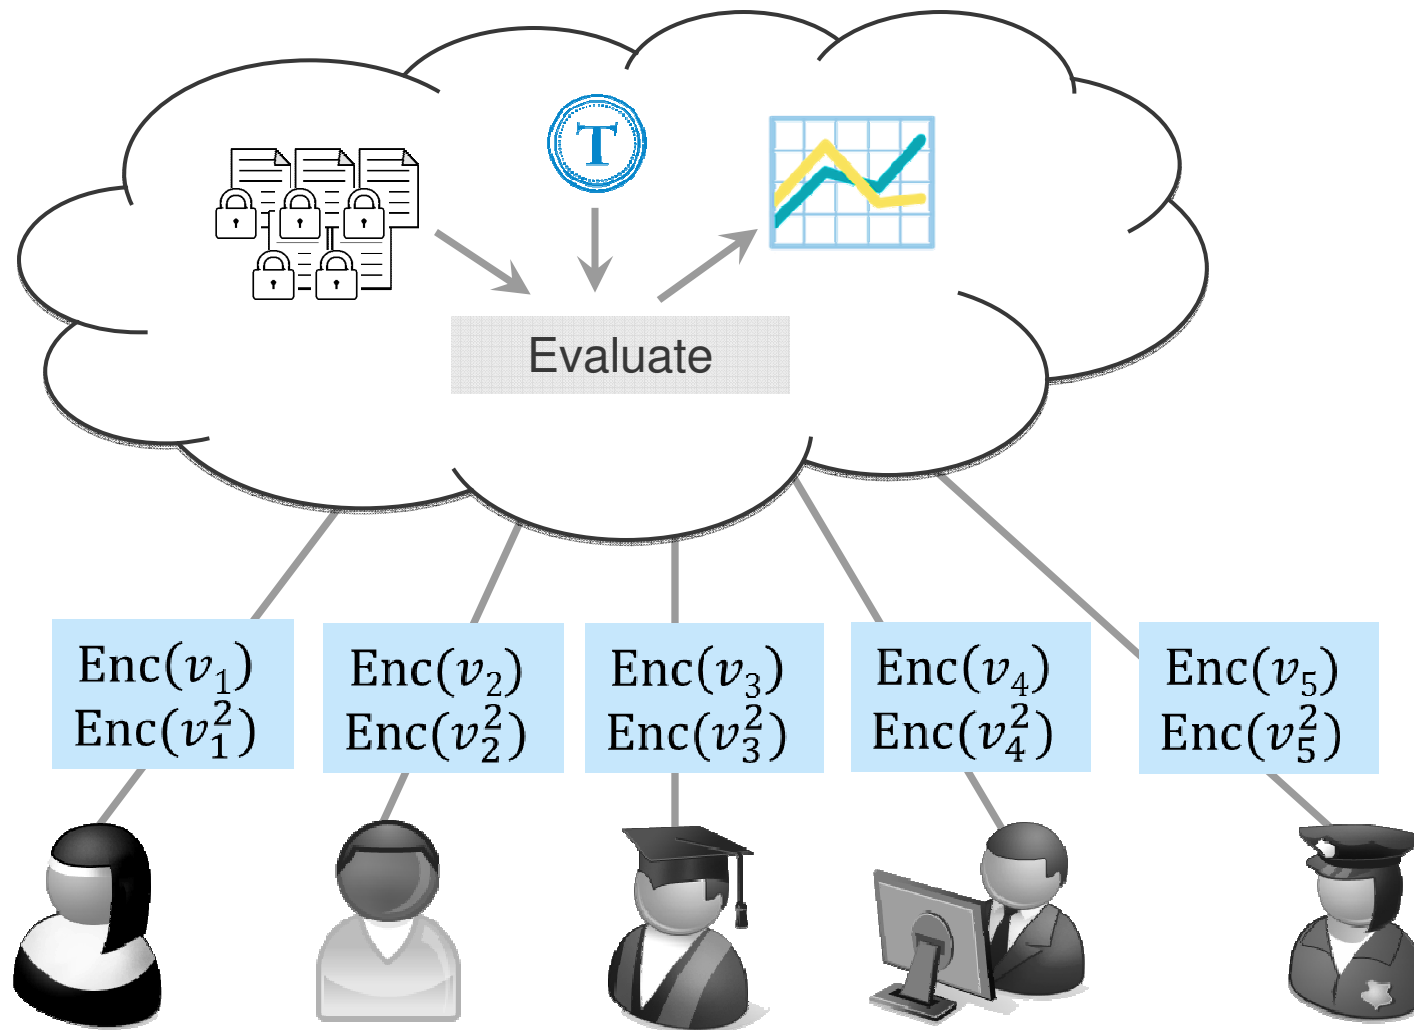 T
Evaluate
Enc(v₁)
Enc(v₁²)
Enc(v₂)
Enc(v₂²)
Enc(v₃)
Enc(v₃²)
Enc(v₄)
Enc(v₄²)
Enc(v₅)
Enc(v₅²)